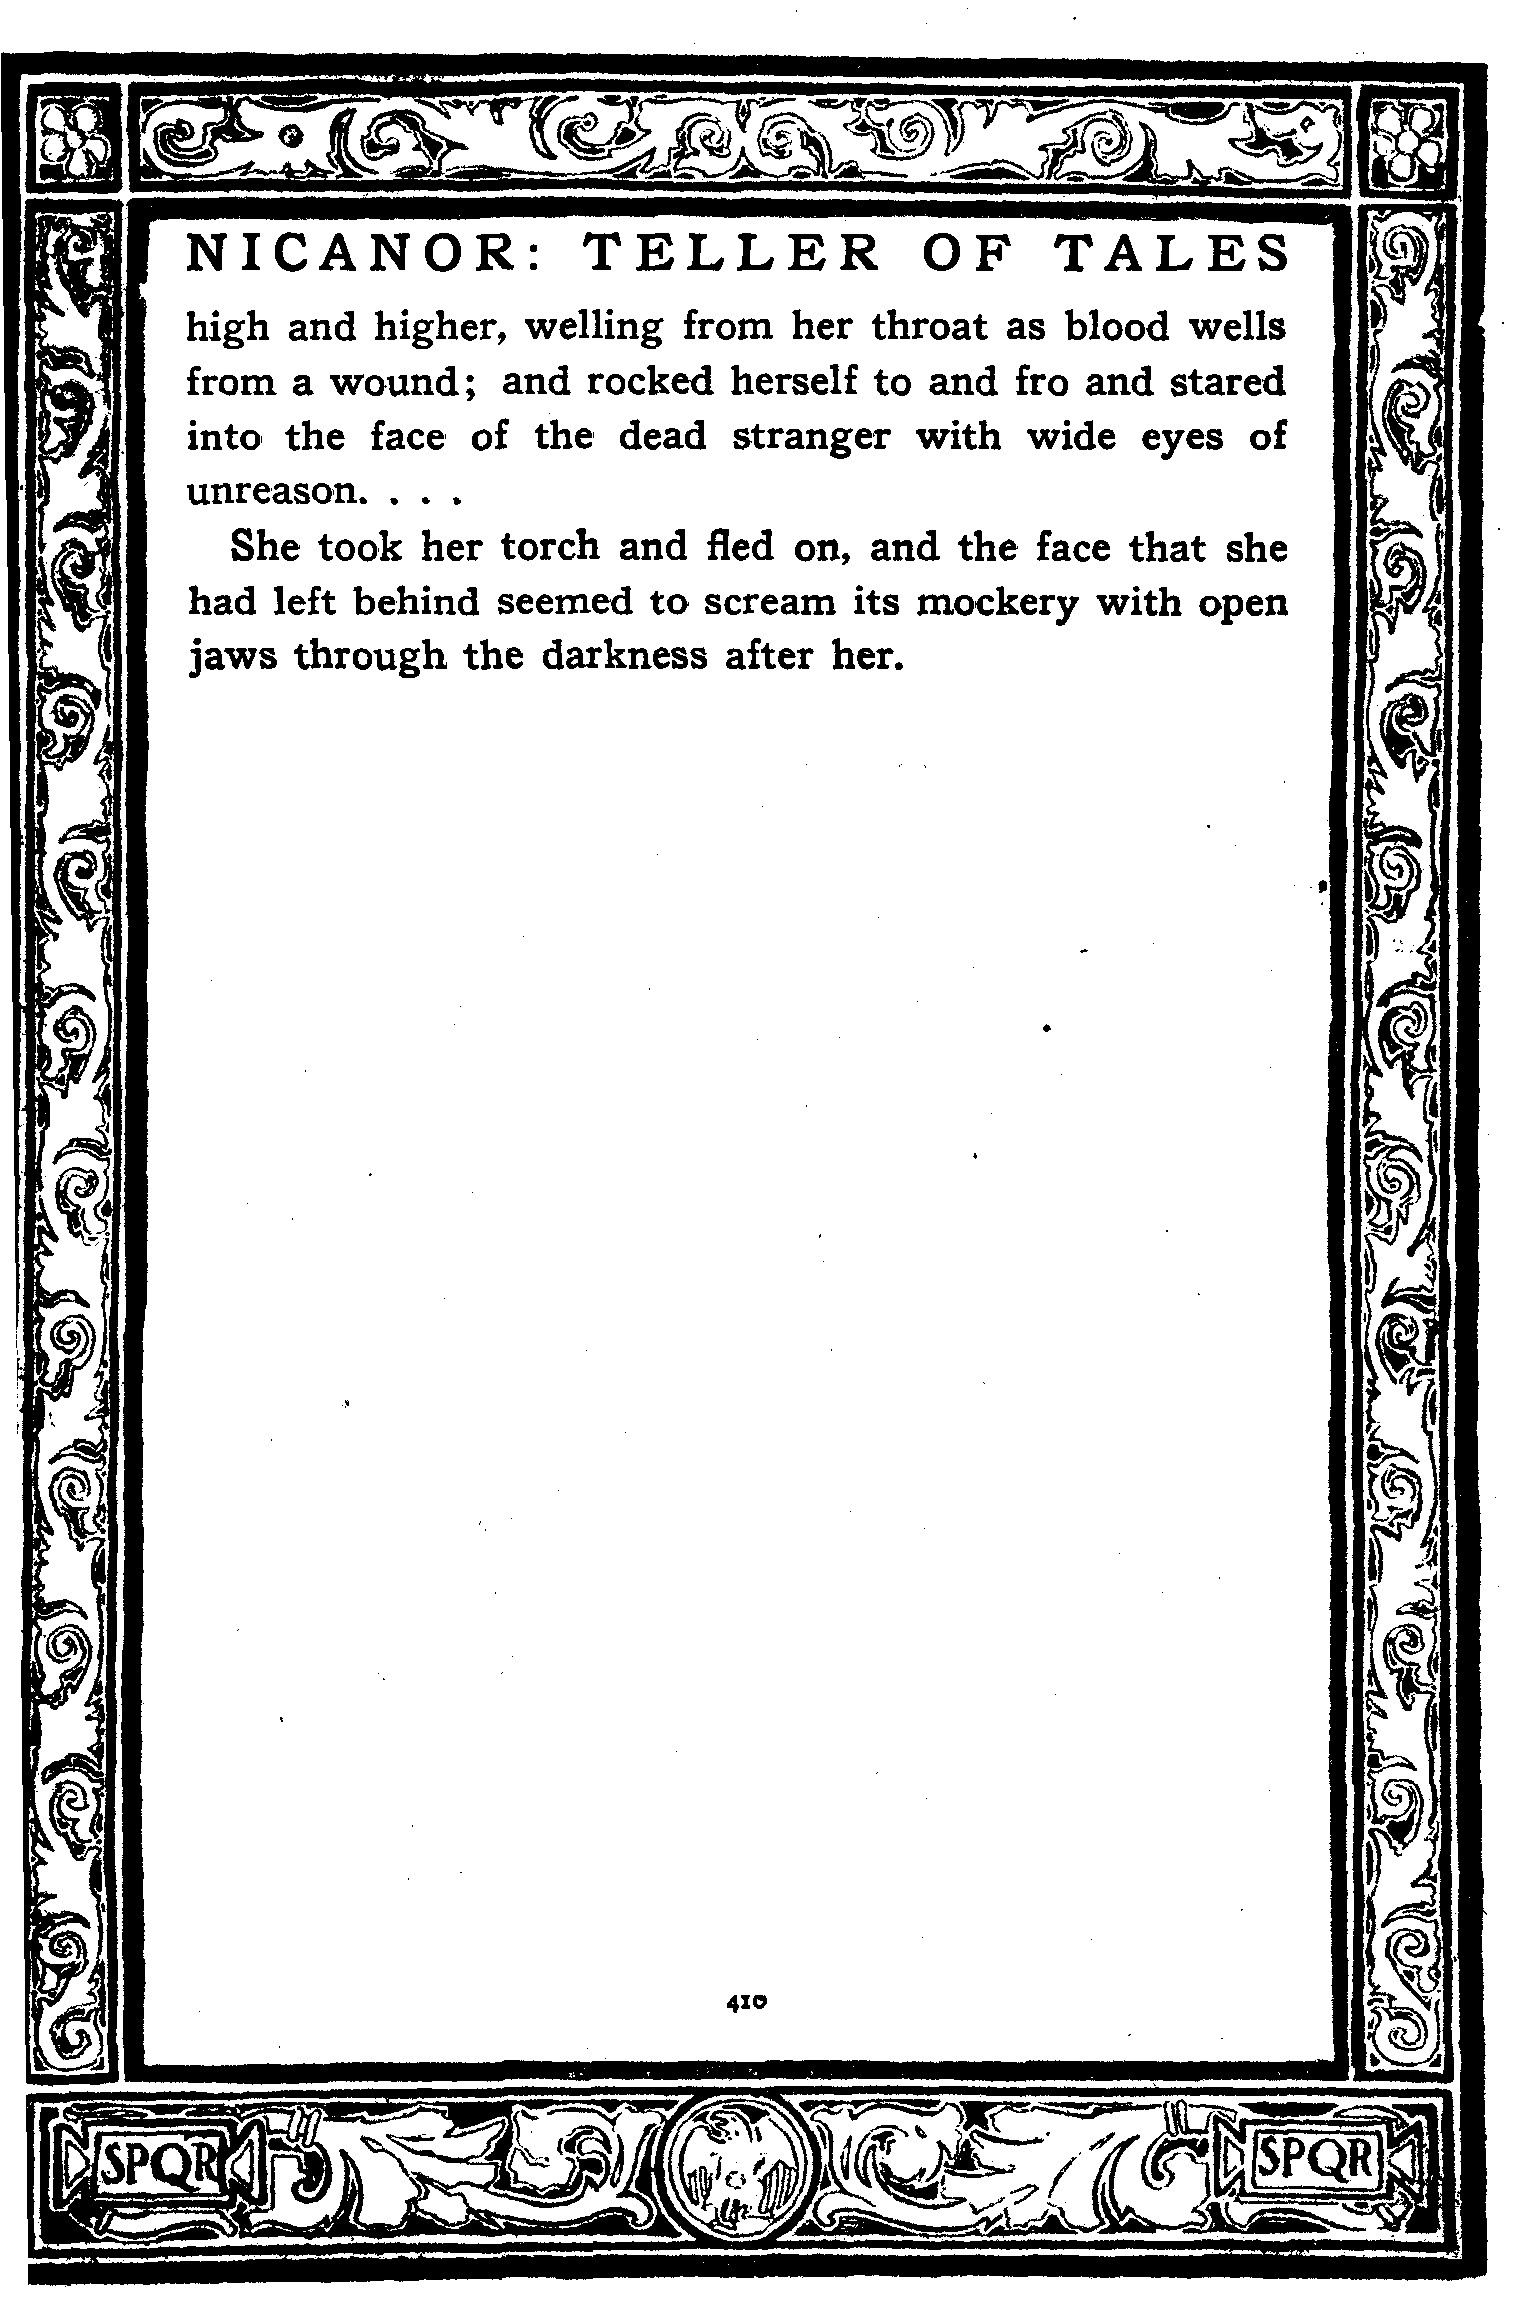 NICANOR: TELLER OF TALES
high and higher, welling from her throat as blood wells
from a wound; and rocked herself to and fro and stared
into the face of the dead stranger with wide eyes of
unreason. . . .
She took her torch and fled on, and the face that she
had left behind seemed to scream its mockery with open
jaws through the darkness after her.
410
SPQR
SPQR